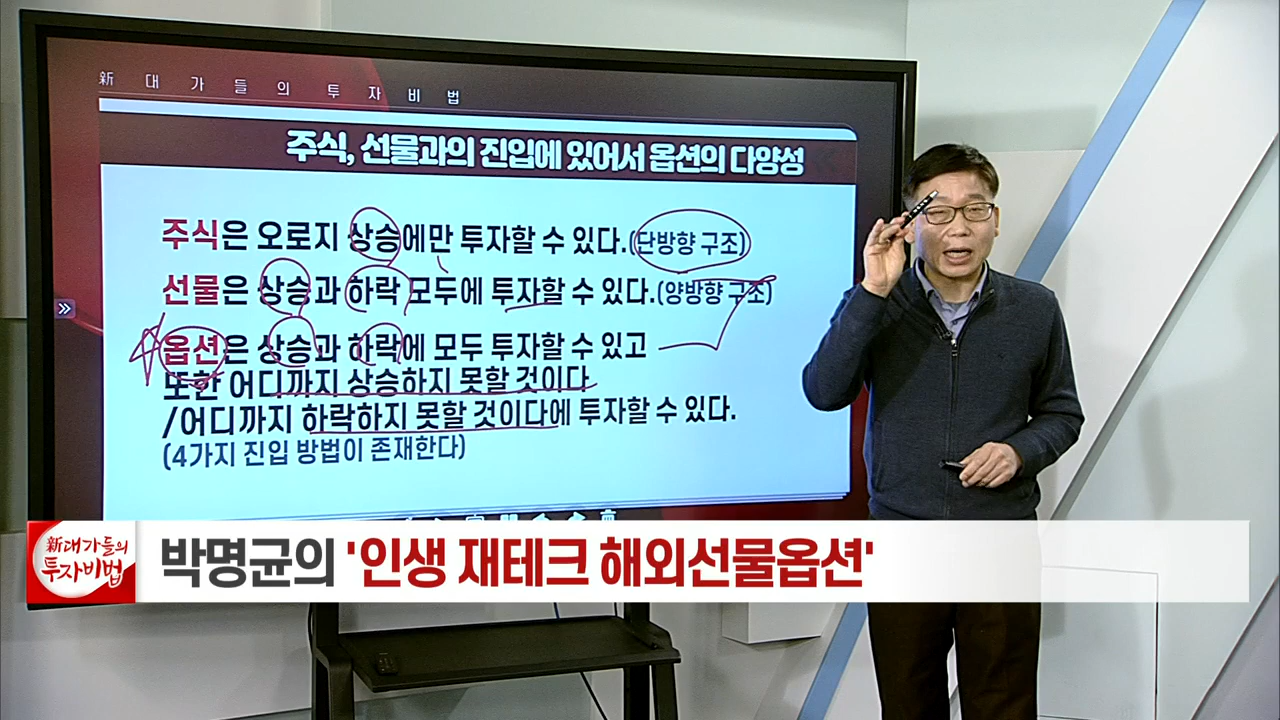 新 대 가 들 의 투 자 비 법
주식, 선물과의 진입에 있어서 옵션의 다양성
주식은 오로지 상승에만 투자할 수 있다.(단방향 구조)
선물은 상승과 하락 모두에 투자할 수 있다.(양방향 구조)
옵션은 상승과 하락에 모두 투자할 수 있고
또한 어디까지 상승하지 못할 것이다
/어디까지 하락하지 못할 것이다에 투자할 수 있다.
(4가지 진입 방법이 존재한다)
新대가들의
투자비법
박명균의 '인생 재테크 해외선물옵션'